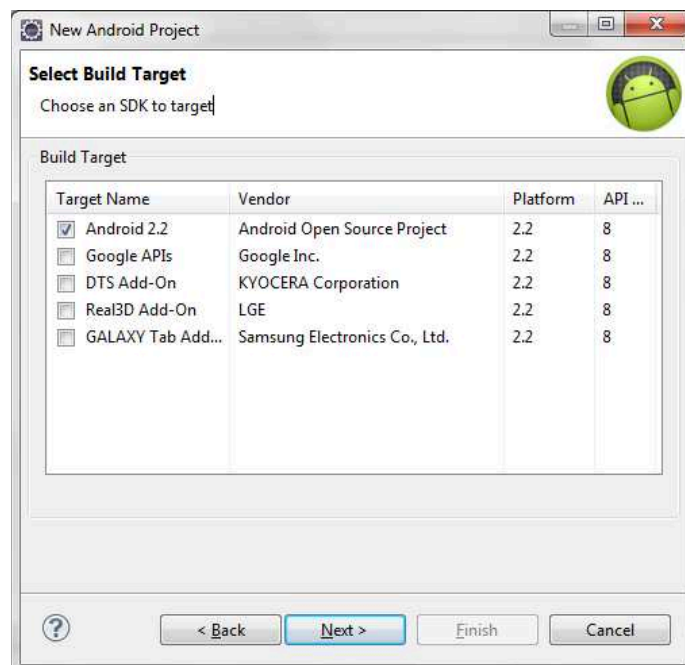 New Android Project
Select Build Target
Choose an SDK to target
Build Target
Target Name Vendor Platform API ...
Android 2.2 Android Open Source Project 2.2 8
Google APIs Google Inc. 2.2 8
DTS Add-On KYOCERA Corporation 2.2 8
Real3D Add-On LGE 2.2 8
GALAXY Tab Add... Samsung Electronics Co., Ltd. 2.2 8
? < Back Next > Finish Cancel